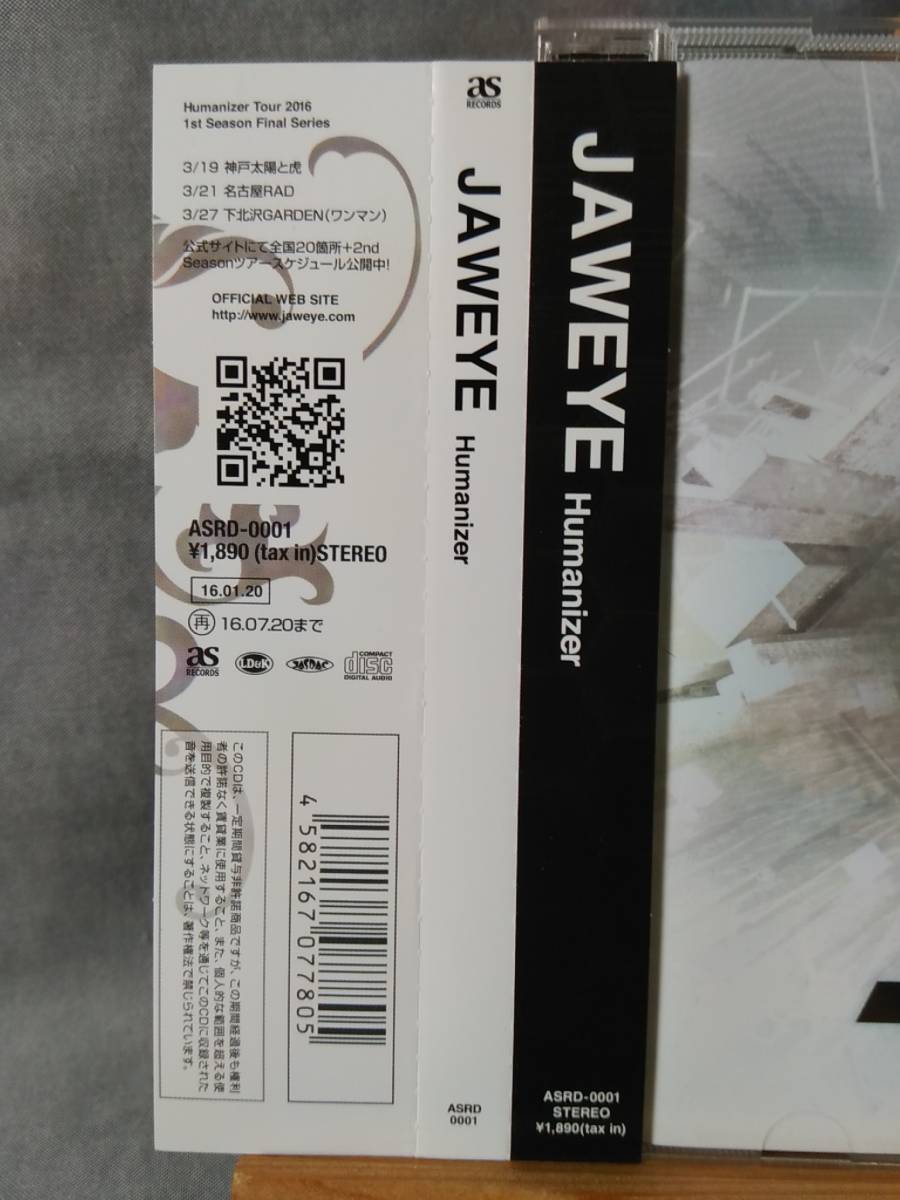 Humanizer Tour 2016
1st Season Final Series
3/19 神戸太陽と虎
3/21 名古屋RAD
3/27 下北沢GARDEN(ワンマン)
公式サイトにて全国20箇所+2nd
Seasonツアースケジュール公開中!
OFFICIAL WEB SITE
http://www.jaweye.com
ASRD-0001
¥1,890 (tax in)STEREO
16.01.20
再 16.07.20まで
as
RECORDS
LD&K
JASRAC
COMPACT
disc
DIGITAL AUDIO
このCDは、一定期間貸与非許諾商品ですが、この期間経過後も権利
者の許諾なく賃貸業に使用すること、また、個人的な範囲を超える使
用目的で複製すること、ネットワーク等を通じてこのCDに収録された
音を送信できる状態にすることは、著作権法で禁じられています。
4 582167 077805
as
RECORDS
JAWEYE Humanizer
ASRD
0001
JAWEYE Humanizer
ASRD-0001
STEREO
¥1,890(tax in)